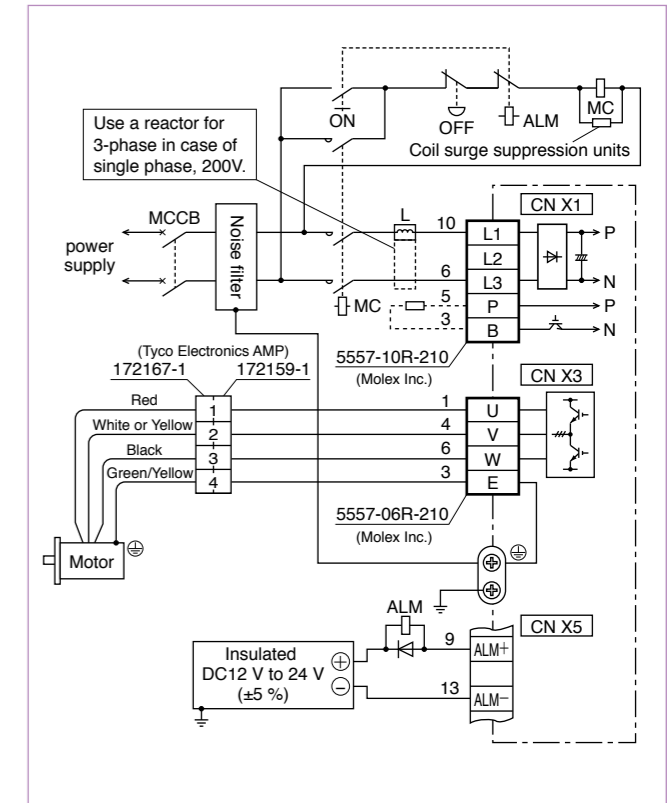 ON
OFF
ALM
MC
Coil surge suppression units
Use a reactor for
3-phase in case of
single phase, 200V.
MCCB
power
supply
Noise filter
L
MC
10
6
5
3
CN X1
L1
L2
L3
P
B
P
N
P
N
5557-10R-210
(Molex Inc.)
(Tyco Electronics AMP)
172167-1 172159-1
Red
White or Yellow
Black
Green/Yellow
1
2
3
4
1
4
6
3
CN X3
U
V
W
E
5557-06R-210
(Molex Inc.)
Motor
ALM
Insulated
DC12 V to 24 V
(±5 %)
+
−
9
13
CN X5
ALM+
ALM−